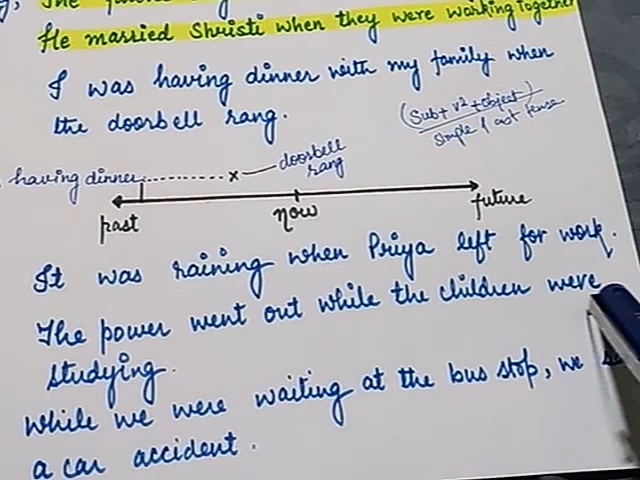 He married Shristi when they were working together
I was having dinner with my family when
the doorbell rang.
(Sub + V2 + object)
Simple Past tense
having dinner
doorbell
rang
past
now
future
It was raining when Priya left for work.
The power went out while the children were
studying.
While we were waiting at the bus stop, we
a car accident.